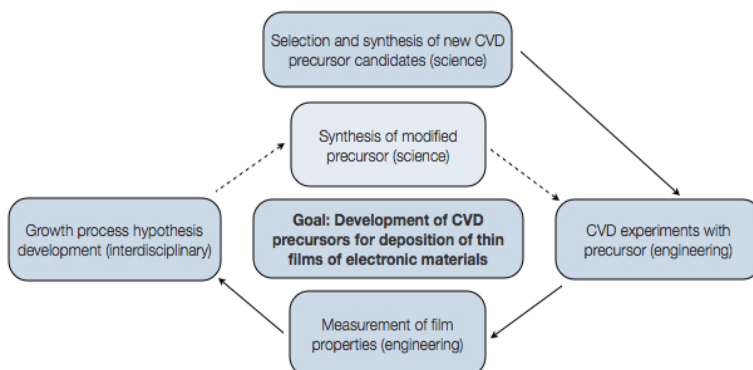 Selection and synthesis of new CVD
precursor candidates (science)
Synthesis of modified
precursor (science)
Growth process hypothesis
development (interdisciplinary)
Goal: Development of CVD
precursors for deposition of thin
films of electronic materials
CVD experiments with
precursor (engineering)
Measurement of film
properties (engineering)